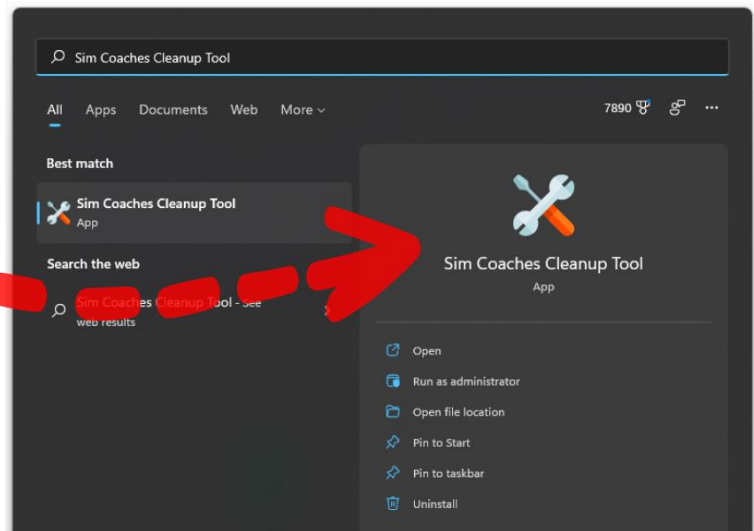 Sim Coaches Cleanup Tool
All Apps Documents Web More 7890 ...
Best match
Sim Coaches Cleanup Tool
App
Search the web
Sim Coaches Cleanup Tool - See
web results
Sim Coaches Cleanup Tool
App
Open
Run as administrator
Open file location
Pin to Start
Pin to taskbar
Uninstall